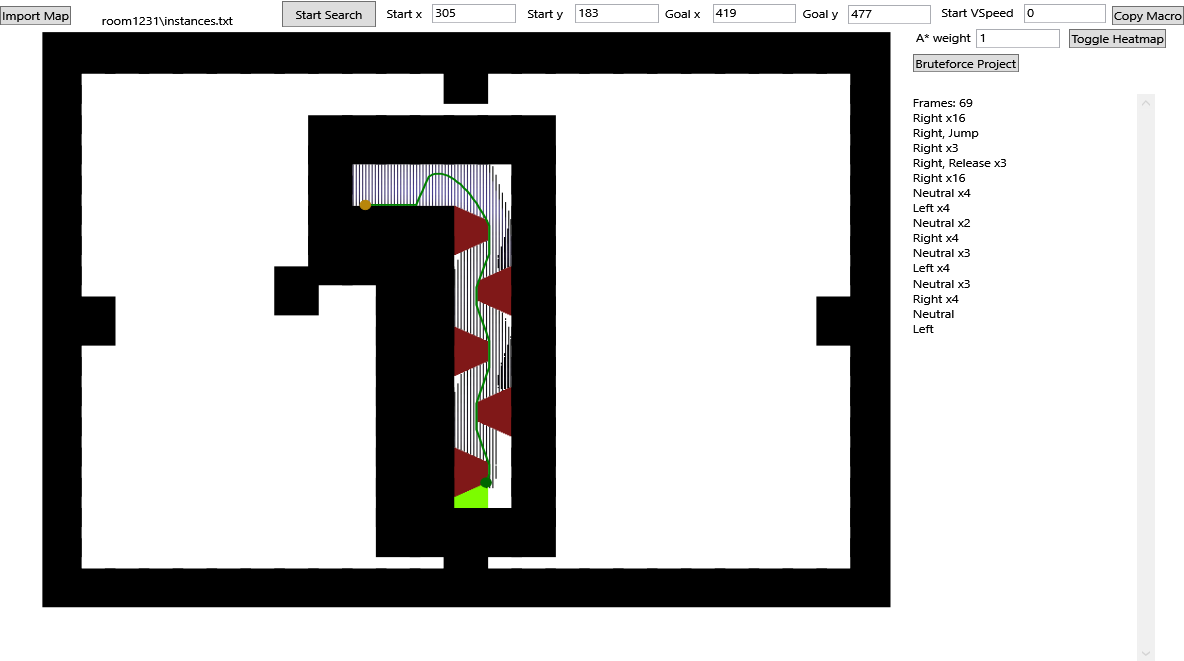 Import Map
room1231\instances.txt
Start Search
Start x 305 Start y 183 Goal x 419 Goal y 477 Start VSpeed 0
Copy Macro
A* weight 1
Toggle Heatmap
Bruteforce Project
Frames: 69
Right x16
Right, Jump
Right x3
Right, Release x3
Right x16
Neutral x4
Left x4
Neutral x2
Right x4
Neutral x3
Left x4
Neutral x3
Right x4
Neutral
Left